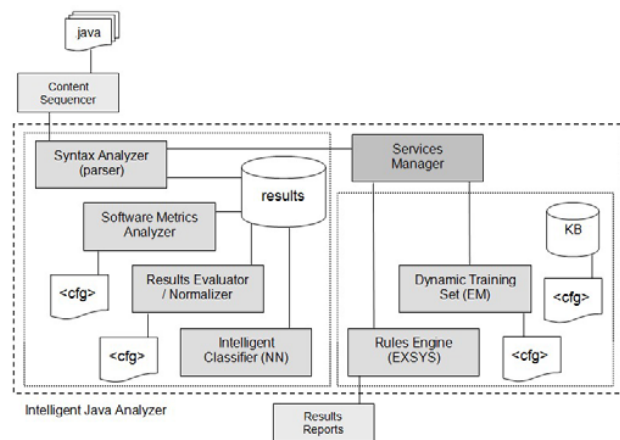 java
Content
Sequencer
Syntax Analyzer
(parser)
Services
Manager
results
Software Metrics
Analyzer
KB
<cfg>
Results Evaluator
/ Normalizer
Dynamic Training
Set (EM)
<cfg>
<cfg>
Intelligent
Classifier (NN)
Rules Engine
(EXSYS)
<cfg>
Intelligent Java Analyzer
Results
Reports